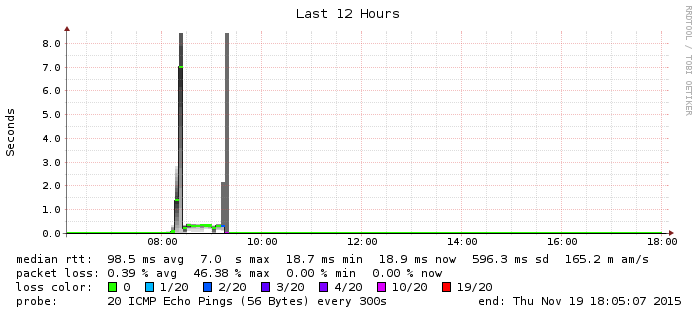 Last 12 Hours
RRDTOOL / TOBI OETIKER
Seconds
8.0
7.0
6.0
5.0
4.0
3.0
2.0
1.0
0.0
08:00 10:00 12:00 14:00 16:00 18:00
median rtt: 98.5 ms avg 7.0 s max 18.7 ms min 18.9 ms now 596.3 ms sd 165.2 m am/s
packet loss: 0.39 % avg 46.38 % max 0.00 % min 0.00 % now
loss color: 0 1/20 2/20 3/20 4/20 10/20 19/20
probe: 20 ICMP Echo Pings (56 Bytes) every 300s end: Thu Nov 19 18:05:07 2015